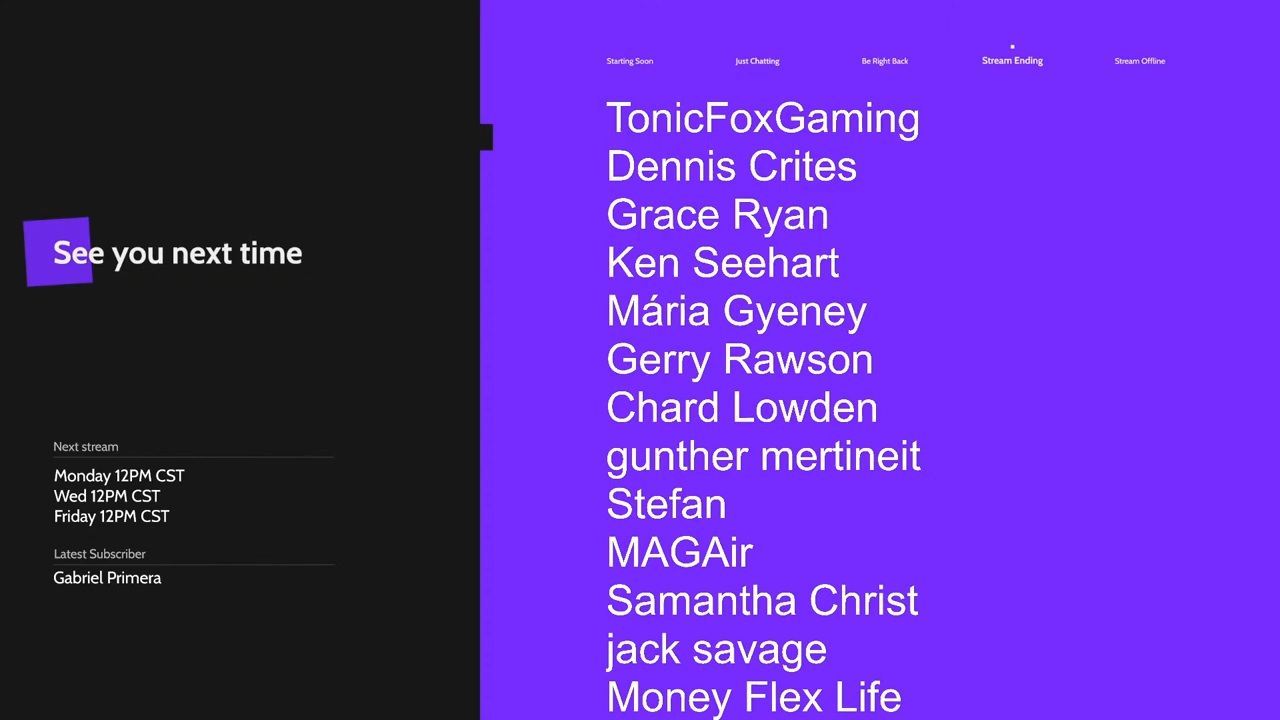 See you next time
Next stream
Monday 12PM CST
Wed 12PM CST
Friday 12PM CST
Latest Subscriber
Gabriel Primera
Starting Soon
Just Chatting
Be Right Back
Stream Ending
Stream Offline
TonicFoxGaming
Dennis Crites
Grace Ryan
Ken Seehart
Mária Gyeney
Gerry Rawson
Chard Lowden
gunther mertineit
Stefan
MAGAir
Samantha Christ
jack savage
Money Flex Life